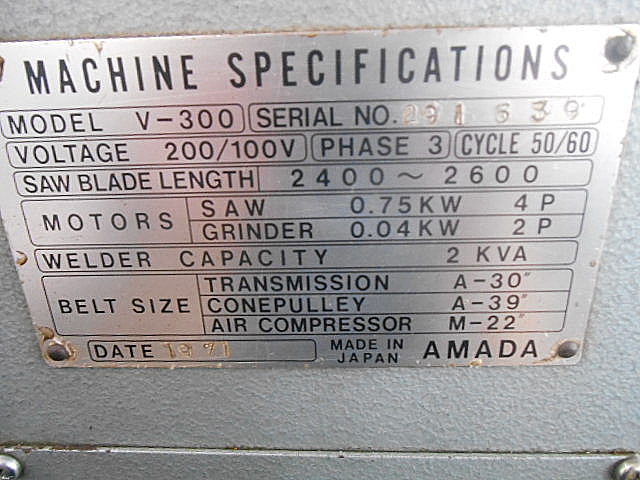 MACHINE SPECIFICATIONS
MODEL V-300 SERIAL NO. 291639
VOLTAGE 200/100V PHASE 3 CYCLE 50/60
SAW BLADE LENGTH 2400~2600
MOTORS SAW 0.75KW 4P
GRINDER 0.04KW 2P
WELDER CAPACITY 2 KVA
BELT SIZE TRANSMISSION A-30"
CONEPULLEY A-39"
AIR COMPRESSOR M-22"
DATE 1971 MADE IN JAPAN AMADA